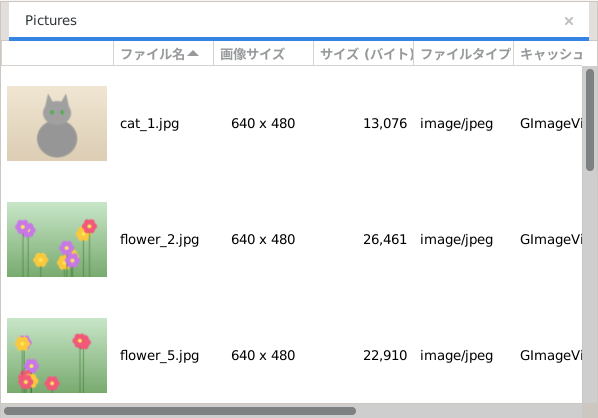 Pictures ×
ファイル名 画像サイズ サイズ (バイト) ファイルタイプ キャッシュ
cat_1.jpg 640 x 480 13,076 image/jpeg GImageVi
flower_2.jpg 640 x 480 26,461 image/jpeg GImageVi
flower_5.jpg 640 x 480 22,910 image/jpeg GImageVi